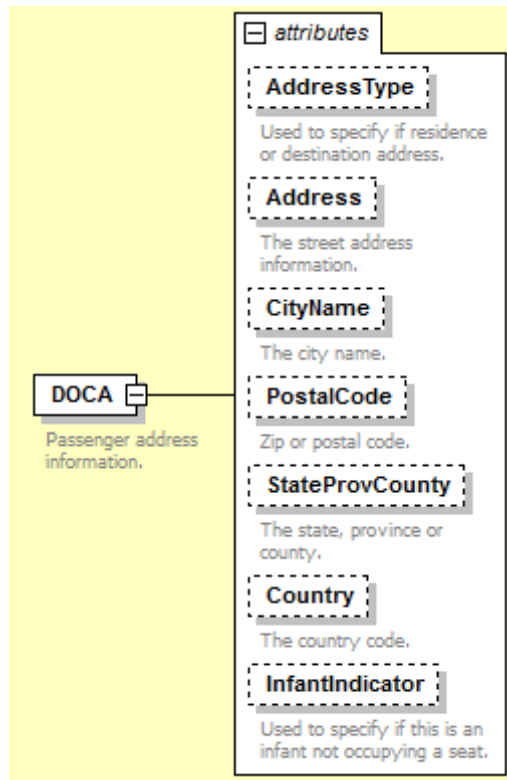 attributes
AddressType
Used to specify if residence
or destination address.
Address
The street address
information.
CityName
The city name.
DOCA
Passenger address
information.
PostalCode
Zip or postal code.
StateProvCounty
The state, province or
county.
Country
The country code.
InfantIndicator
Used to specify if this is an
infant not occupying a seat.